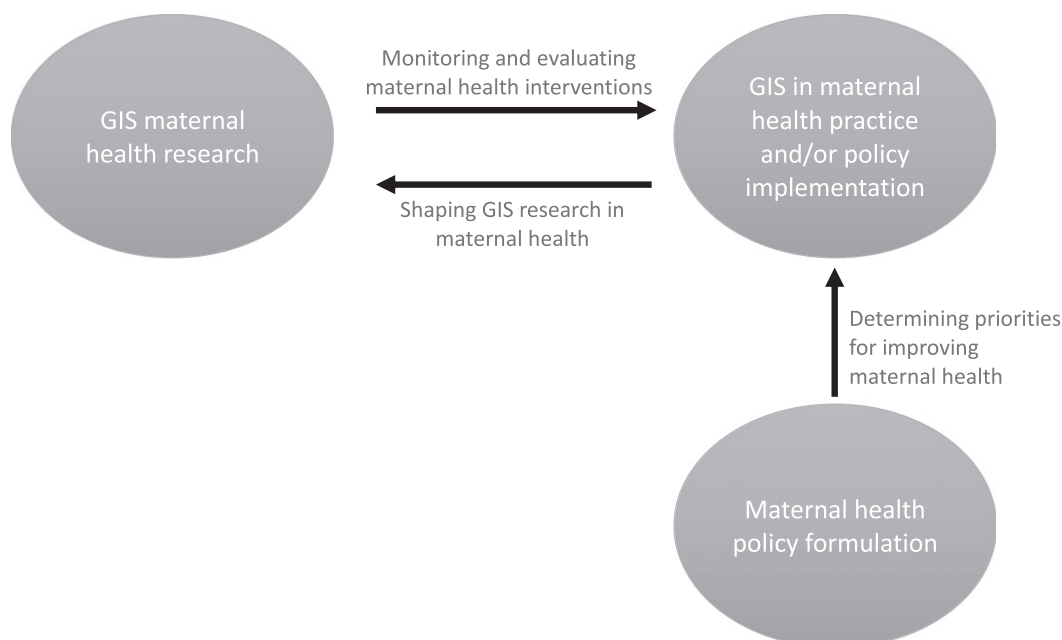 GIS maternal
health research
Monitoring and evaluating
maternal health interventions
Shaping GIS research in
maternal health
GIS in maternal
health practice
and/or policy
implementation
Determining priorities
for improving
maternal health
Maternal health
policy formulation